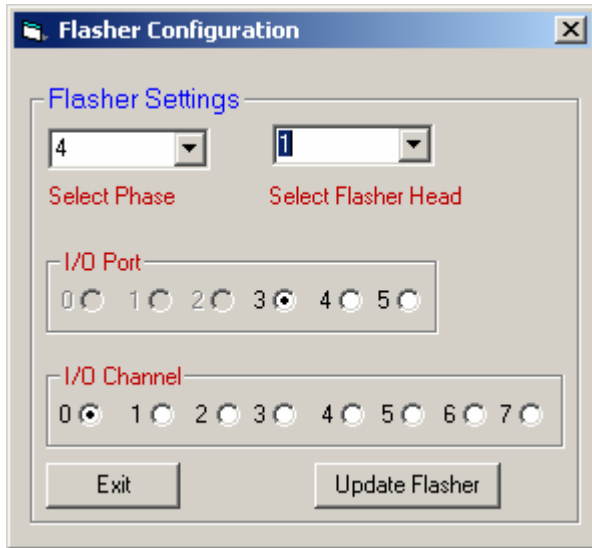 Flasher Configuration
Flasher Settings
4 1
Select Phase Select Flasher Head
I/O Port
0 1 2 3 4 5
I/O Channel
0 1 2 3 4 5 6 7
Exit Update Flasher